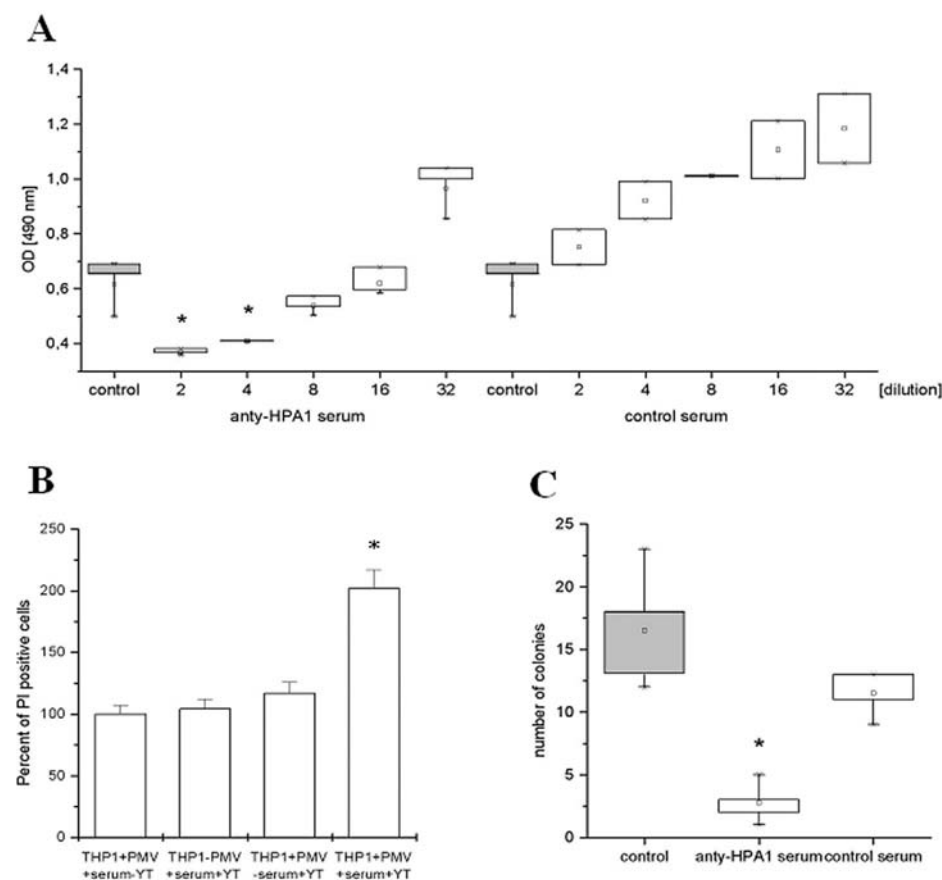 A
1,4
1,2
1,0
0,8
0,6
0,4
OD [490 nm]
*
*
control 2 4 8 16 32 control 2 4 8 16 32 [dilution]
anty-HPA1 serum control serum
B
250
200
150
100
50
0
Percent of PI positive cells
*
THP1+PMV THP1-PMV THP1+PMV THP1+PMV
+serum-YT +serum+YT -serum+YT +serum+YT
C
25
20
15
10
5
0
number of colonies
*
control anty-HPA1 serum control serum